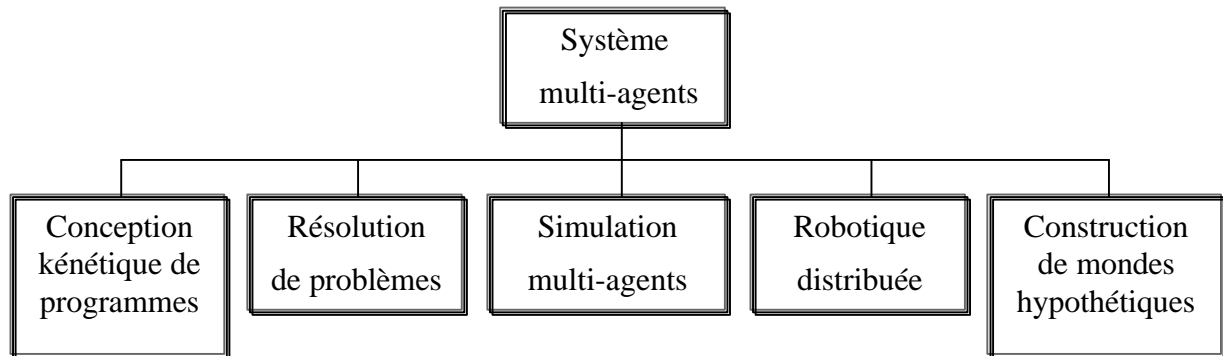 Système
multi-agents
Conception
kénétique de
programmes
Résolution
de problèmes
Simulation
multi-agents
Robotique
distribuée
Construction
de mondes
hypothétiques